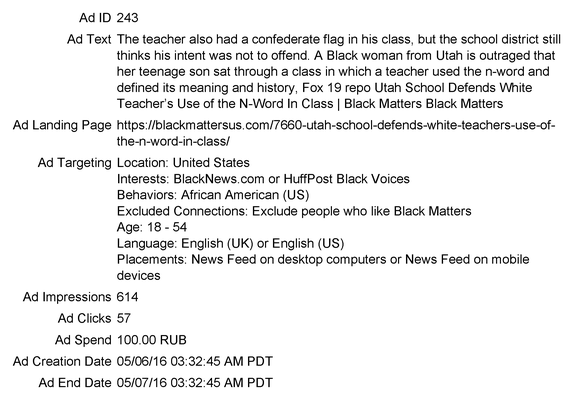 Ad ID 243
Ad Text The teacher also had a confederate flag in his class, but the school district still
thinks his intent was not to offend. A Black woman from Utah is outraged that
her teenage son sat through a class in which a teacher used the n-word and
defined its meaning and history, Fox 19 repo Utah School Defends White
Teacher's Use of the N-Word In Class | Black Matters Black Matters
Ad Landing Page https://blackmattersus.com/7660-utah-school-defends-white-teachers-use-of-
the-n-word-in-class/
Ad Targeting Location: United States
Interests: BlackNews.com or HuffPost Black Voices
Behaviors: African American (US)
Excluded Connections: Exclude people who like Black Matters
Age: 18 - 54
Language: English (UK) or English (US)
Placements: News Feed on desktop computers or News Feed on mobile
devices
Ad Impressions 614
Ad Clicks 57
Ad Spend 100.00 RUB
Ad Creation Date 05/06/16 03:32:45 AM PDT
Ad End Date 05/07/16 03:32:45 AM PDT